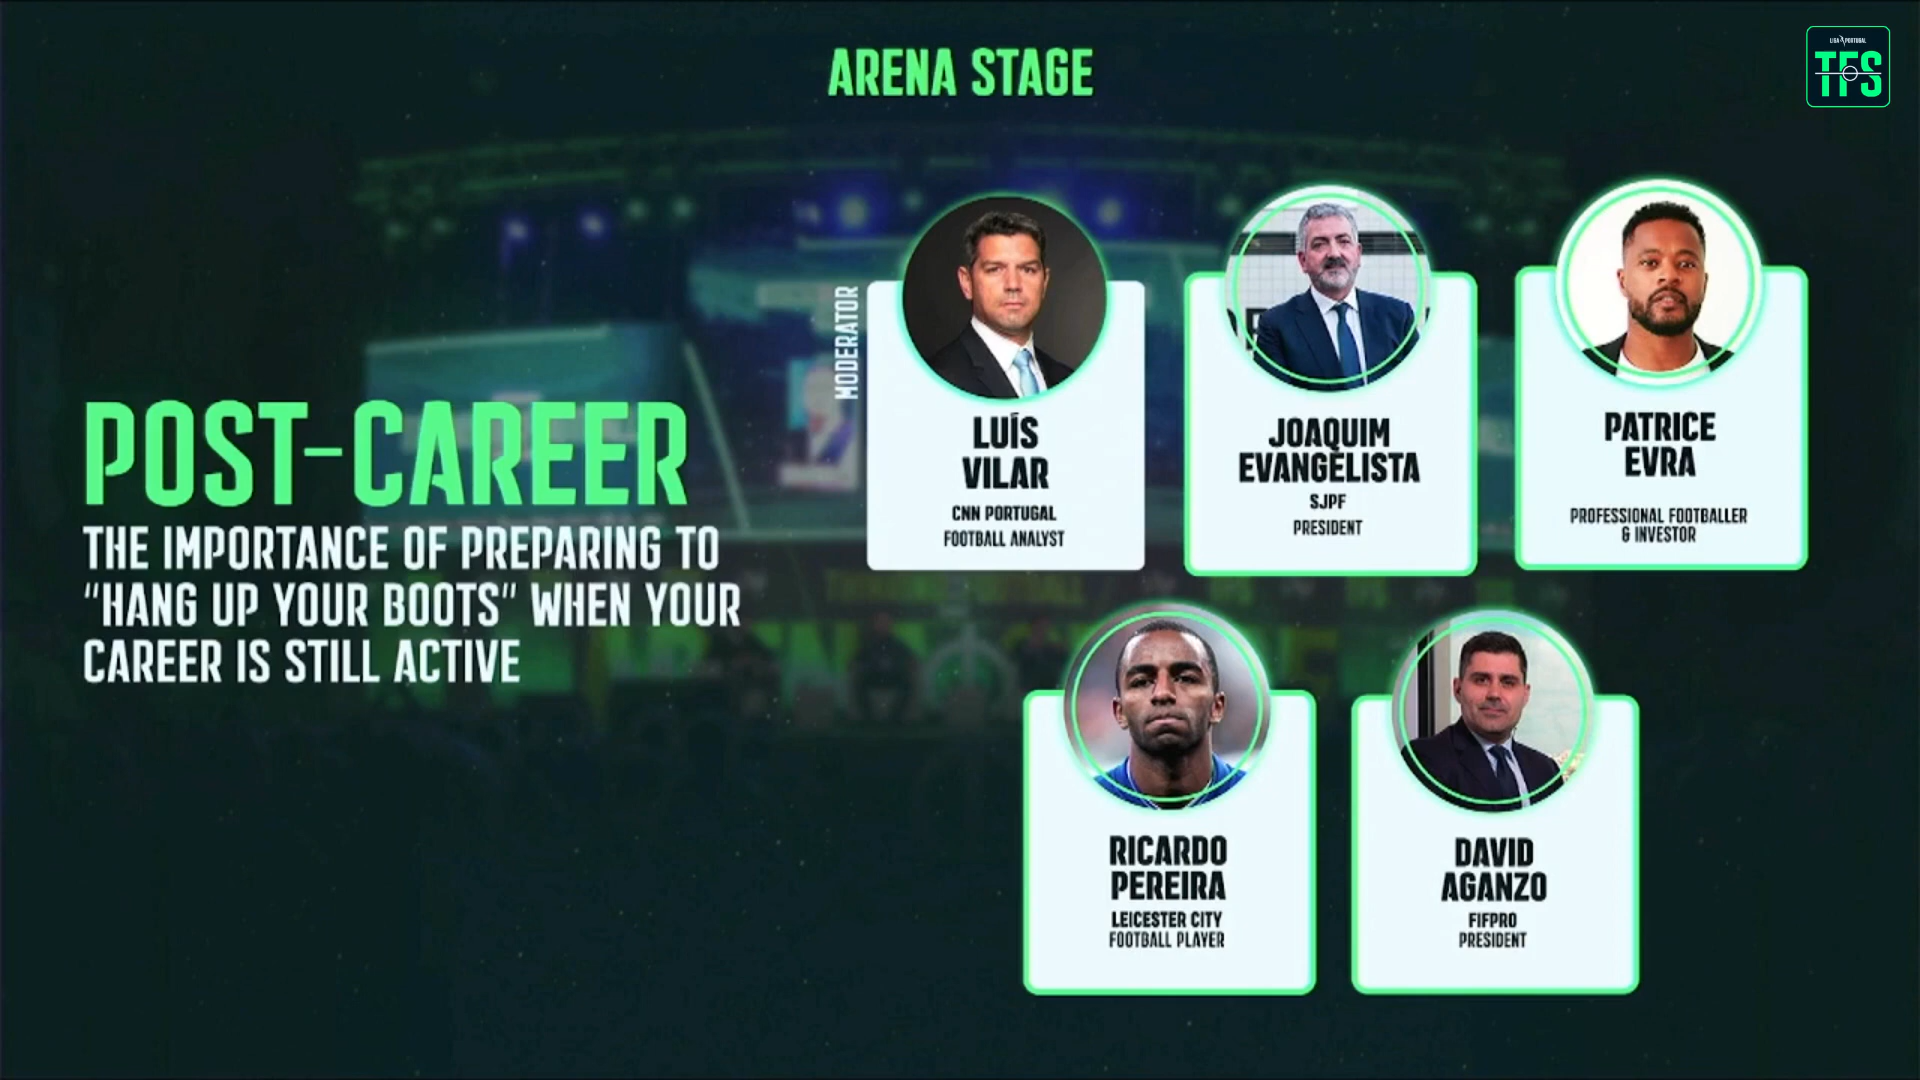 ARENA STAGE
LIGA PORTUGAL
TFS
POST-CAREER
THE IMPORTANCE OF PREPARING TO
"HANG UP YOUR BOOTS" WHEN YOUR
CAREER IS STILL ACTIVE
MODERATOR
LUÍS
VILAR
CNN PORTUGAL
FOOTBALL ANALYST
JOAQUIM
EVANGELISTA
SJPF
PRESIDENT
PATRICE
EVRA
PROFESSIONAL FOOTBALLER
& INVESTOR
RICARDO
PEREIRA
LEICESTER CITY
FOOTBALL PLAYER
DAVID
AGANZO
FIFPRO
PRESIDENT